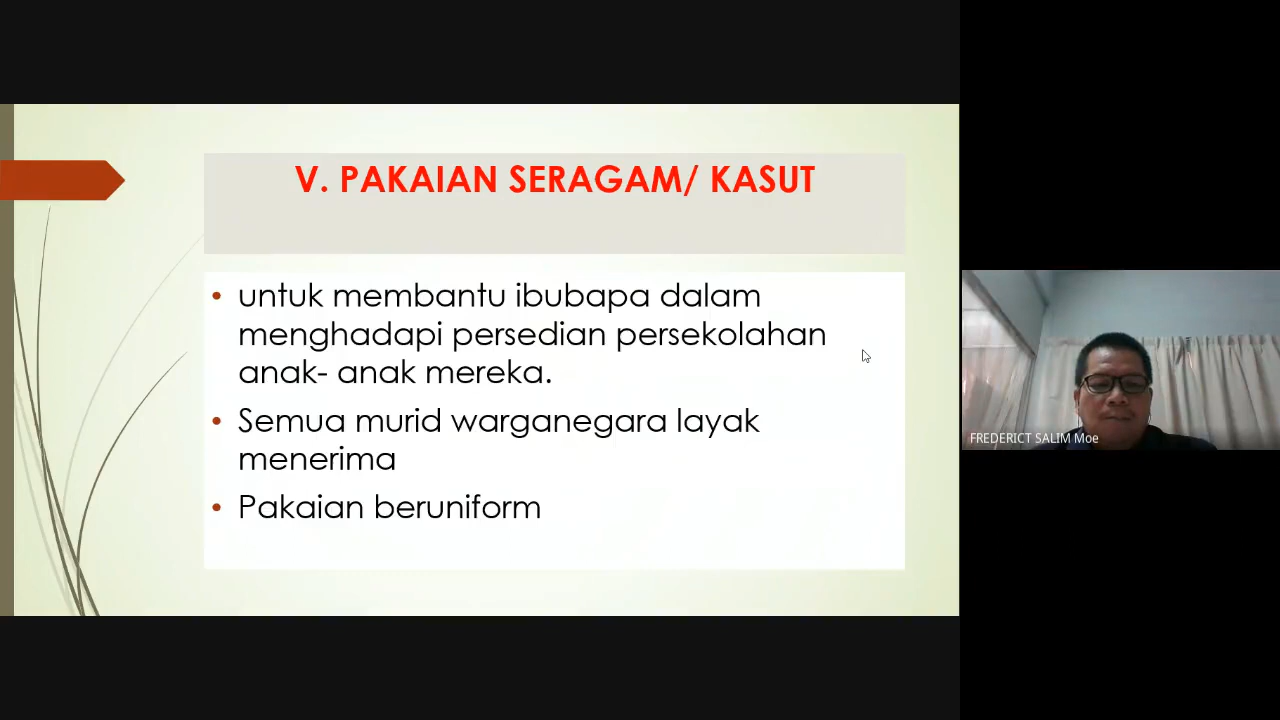 V. PAKAIAN SERAGAM/ KASUT
• untuk membantu ibubapa dalam
menghadapi persedian persekolahan
anak- anak mereka.
• Semua murid warganegara layak
menerima
• Pakaian beruniform
FREDERICT SALIM Moe